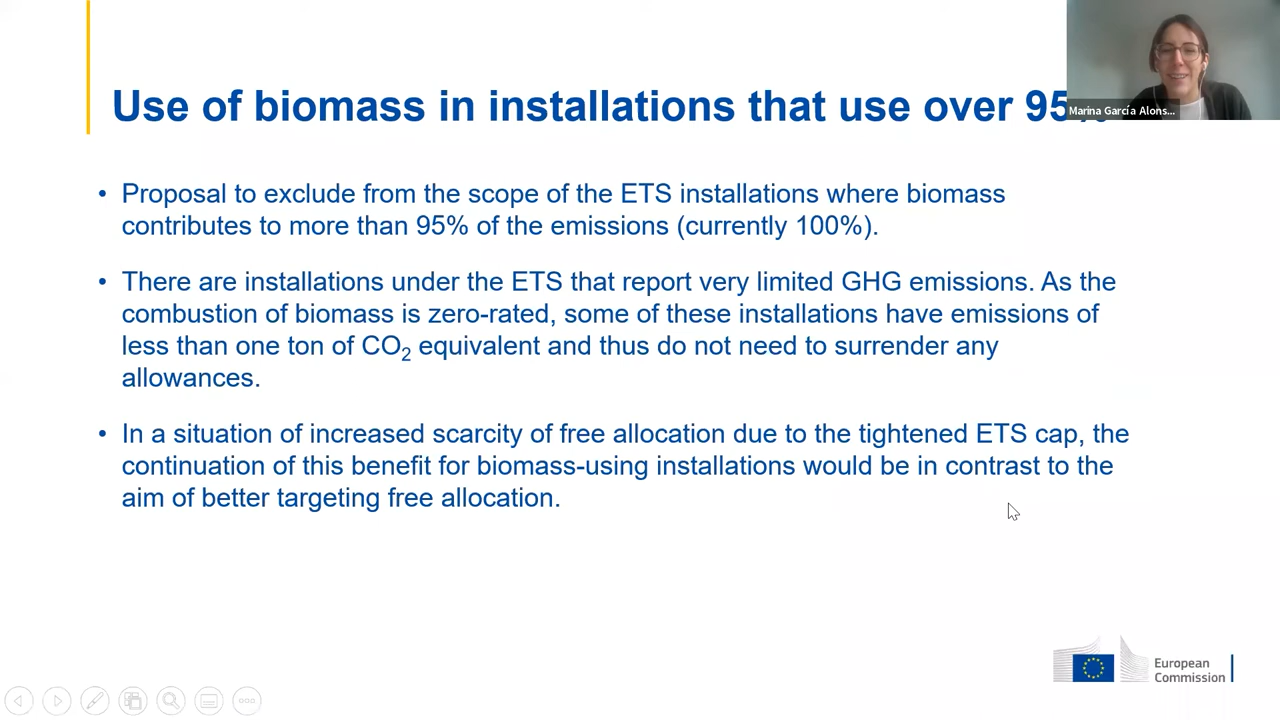 Use of biomass in installations that use over 95%
Marina García Alons...
• Proposal to exclude from the scope of the ETS installations where biomass
contributes to more than 95% of the emissions (currently 100%).
• There are installations under the ETS that report very limited GHG emissions. As the
combustion of biomass is zero-rated, some of these installations have emissions of
less than one ton of CO₂ equivalent and thus do not need to surrender any
allowances.
• In a situation of increased scarcity of free allocation due to the tightened ETS cap, the
continuation of this benefit for biomass-using installations would be in contrast to the
aim of better targeting free allocation.
European
Commission